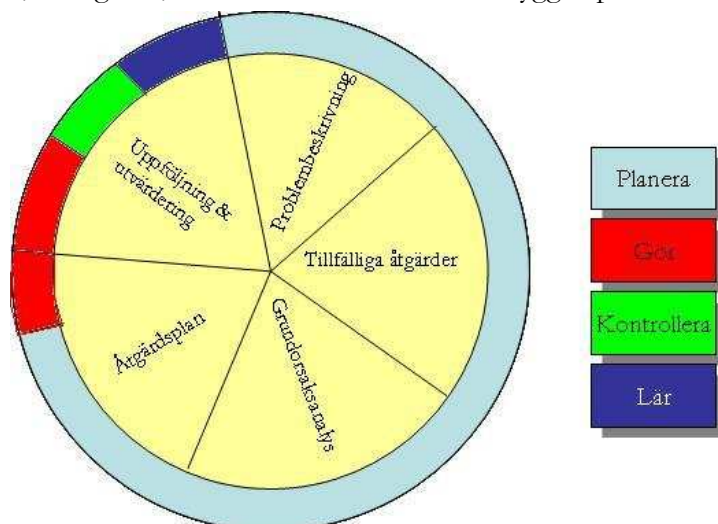 Problembeskrivning
Tillfälliga åtgärder
Grundorsaksanalys
Åtgärdsplan
Uppföljning &
utvärdering
Planera
Gör
Kontrollera
Lär